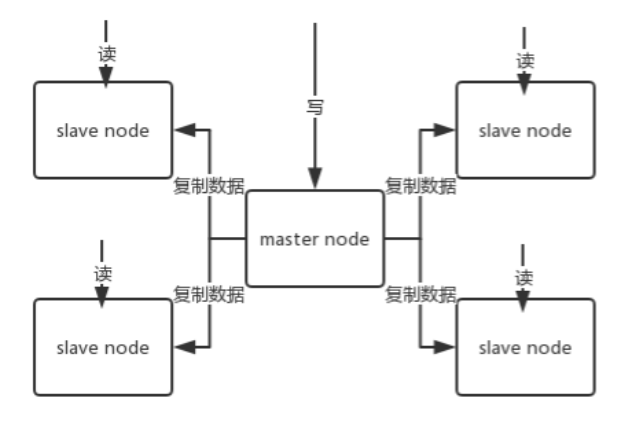 读
写
读
slave node
slave node
复制数据
复制数据
master node
读
读
复制数据
复制数据
slave node
slave node